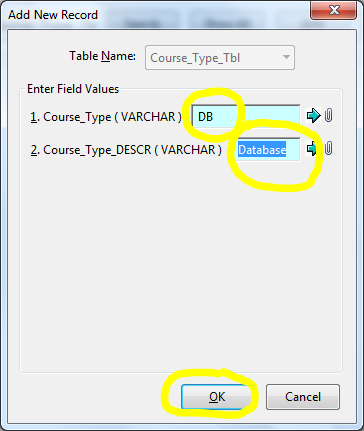 Add New Record
Table Name: Course_Type_Tbl
Enter Field Values
1. Course_Type ( VARCHAR ) DB
2. Course_Type_DESCR ( VARCHAR ) Database
OK Cancel